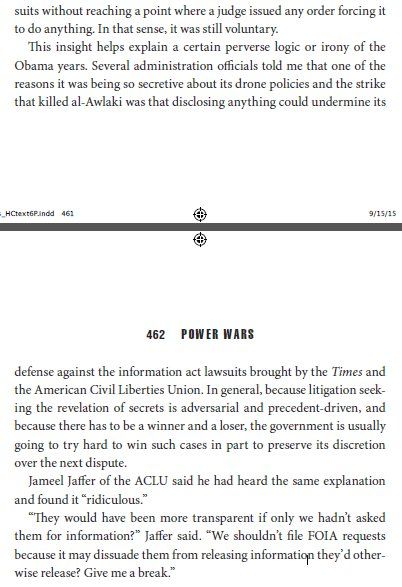 suits without reaching a point where a judge issued any order forcing it
to do anything. In that sense, it was still voluntary.
This insight helps explain a certain perverse logic or irony of the
Obama years. Several administration officials told me that one of the
reasons it was being so secretive about its drone policies and the strike
that killed al-Awlaki was that disclosing anything could undermine its
_HCtext6P.indd 461
9/15/15
462 POWER WARS
defense against the information act lawsuits brought by the Times and
the American Civil Liberties Union. In general, because litigation seek-
ing the revelation of secrets is adversarial and precedent-driven, and
because there has to be a winner and a loser, the government is usually
going to try hard to win such cases in part to preserve its discretion
over the next dispute.
Jameel Jaffer of the ACLU said he had heard the same explanation
and found it “ridiculous.”
“They would have been more transparent if only we hadn’t asked
them for information?” Jaffer said. “We shouldn’t file FOIA requests
because it may dissuade them from releasing information they’d other-
wise release? Give me a break.”